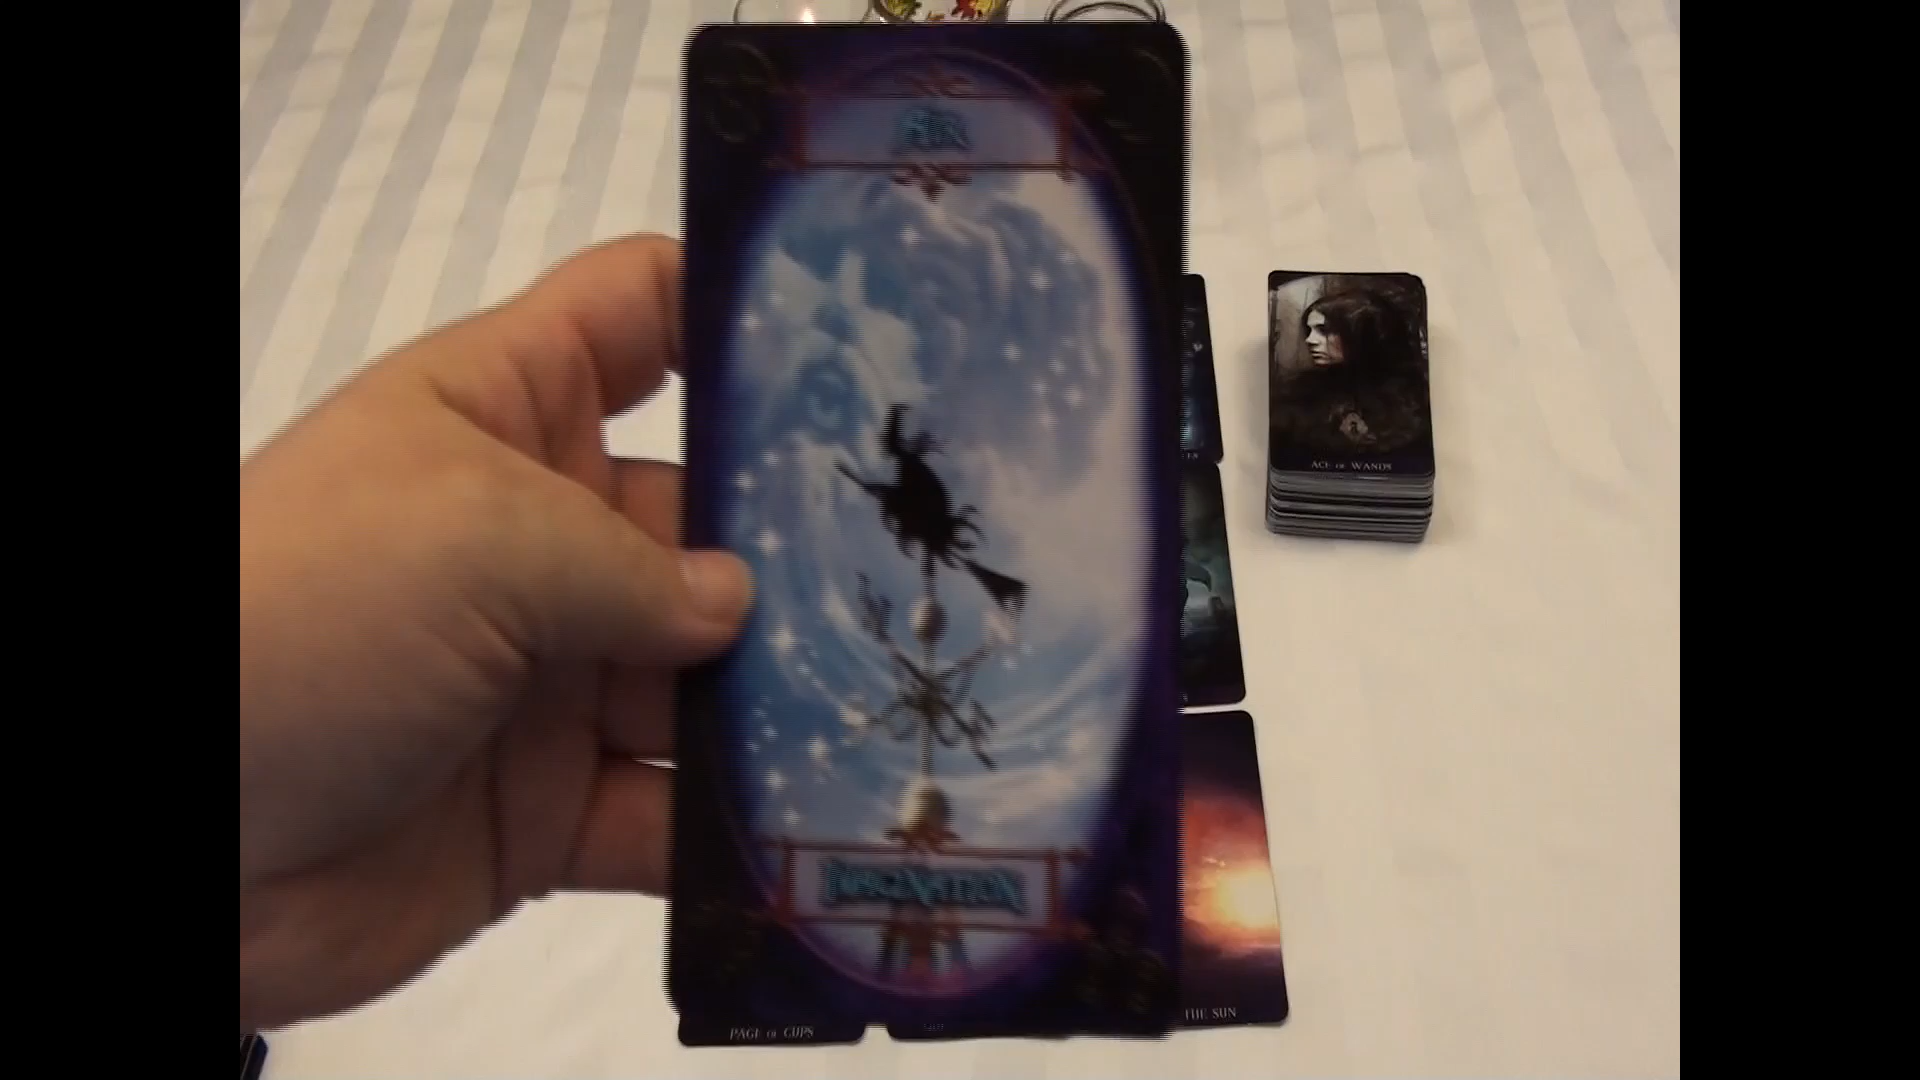 AIR
ACE OF WANDS
IMAGINATION
THE SUN
PAGE OF CUPS